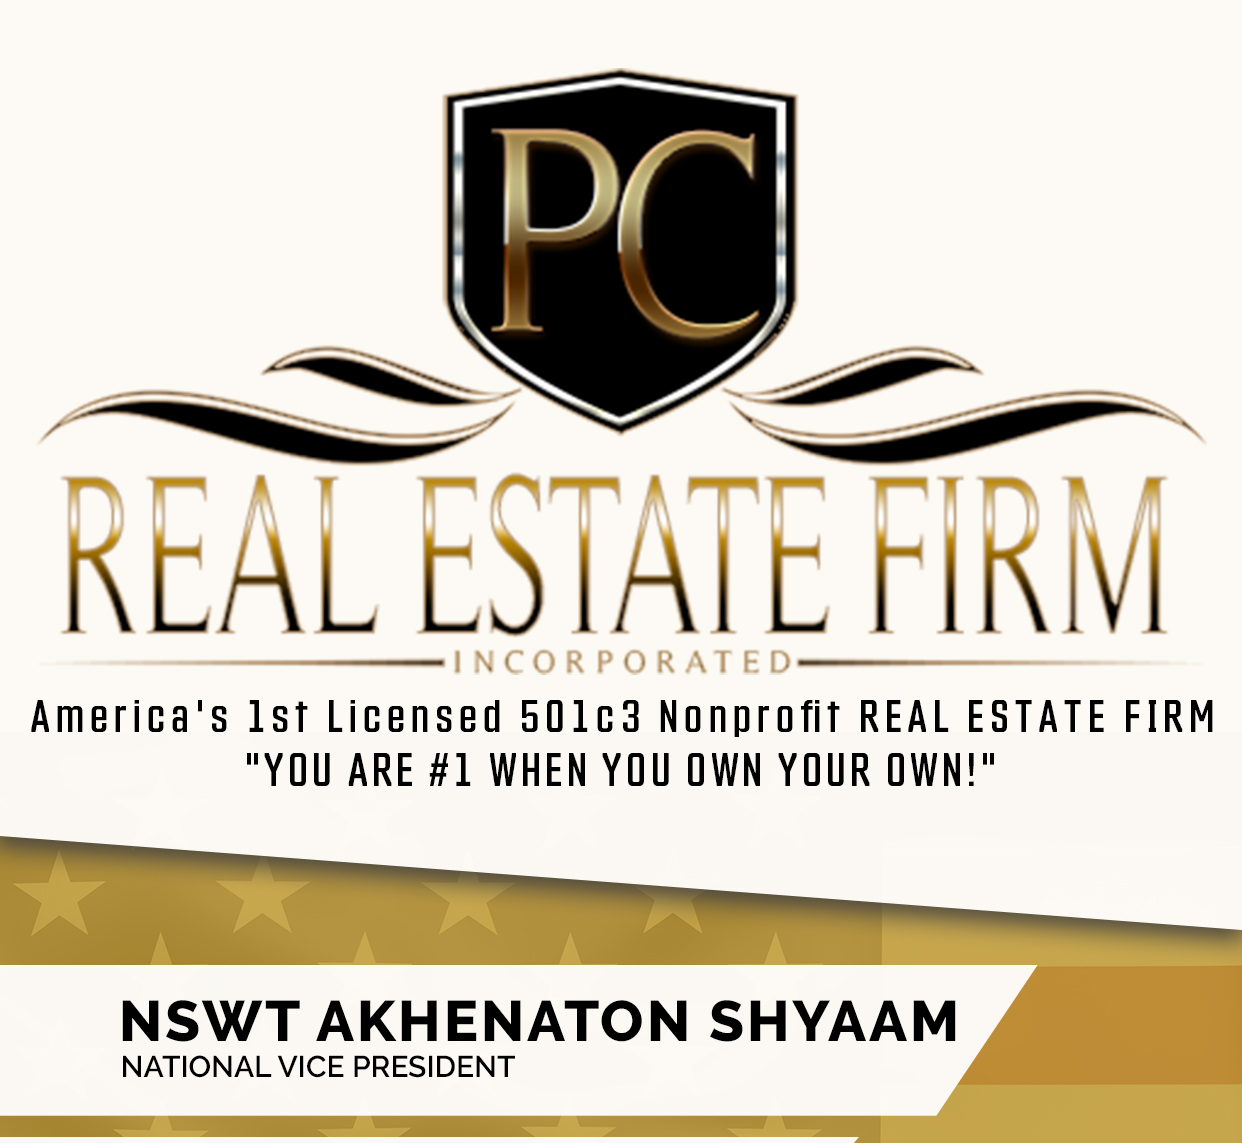 PC
REAL ESTATE FIRM
INCORPORATED
America's 1st Licensed 501c3 Nonprofit REAL ESTATE FIRM
"YOU ARE #1 WHEN YOU OWN YOUR OWN!"
NSWT AKHENATON SHYAAM
NATIONAL VICE PRESIDENT